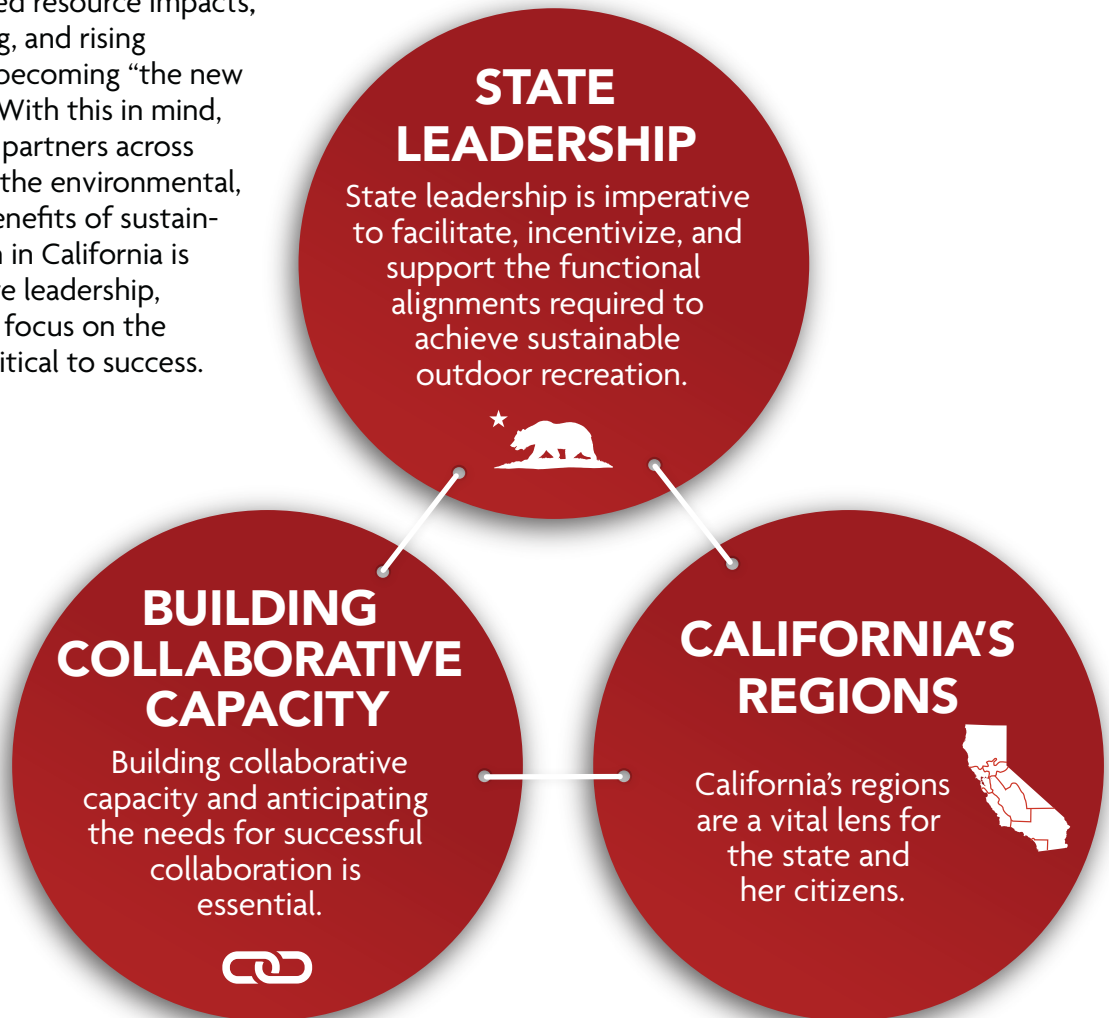 ed resource impacts,
g, and rising
becoming “the new
With this in mind,
partners across
the environmental,
enefits of sustain-
n in California is
e leadership,
focus on the
itical to success.
STATE
LEADERSHIP
State leadership is imperative
to facilitate, incentivize, and
support the functional
alignments required to
achieve sustainable
outdoor recreation.
BUILDING
COLLABORATIVE
CAPACITY
Building collaborative
capacity and anticipating
the needs for successful
collaboration is
essential.
CALIFORNIA’S
REGIONS
California’s regions
are a vital lens for
the state and
her citizens.